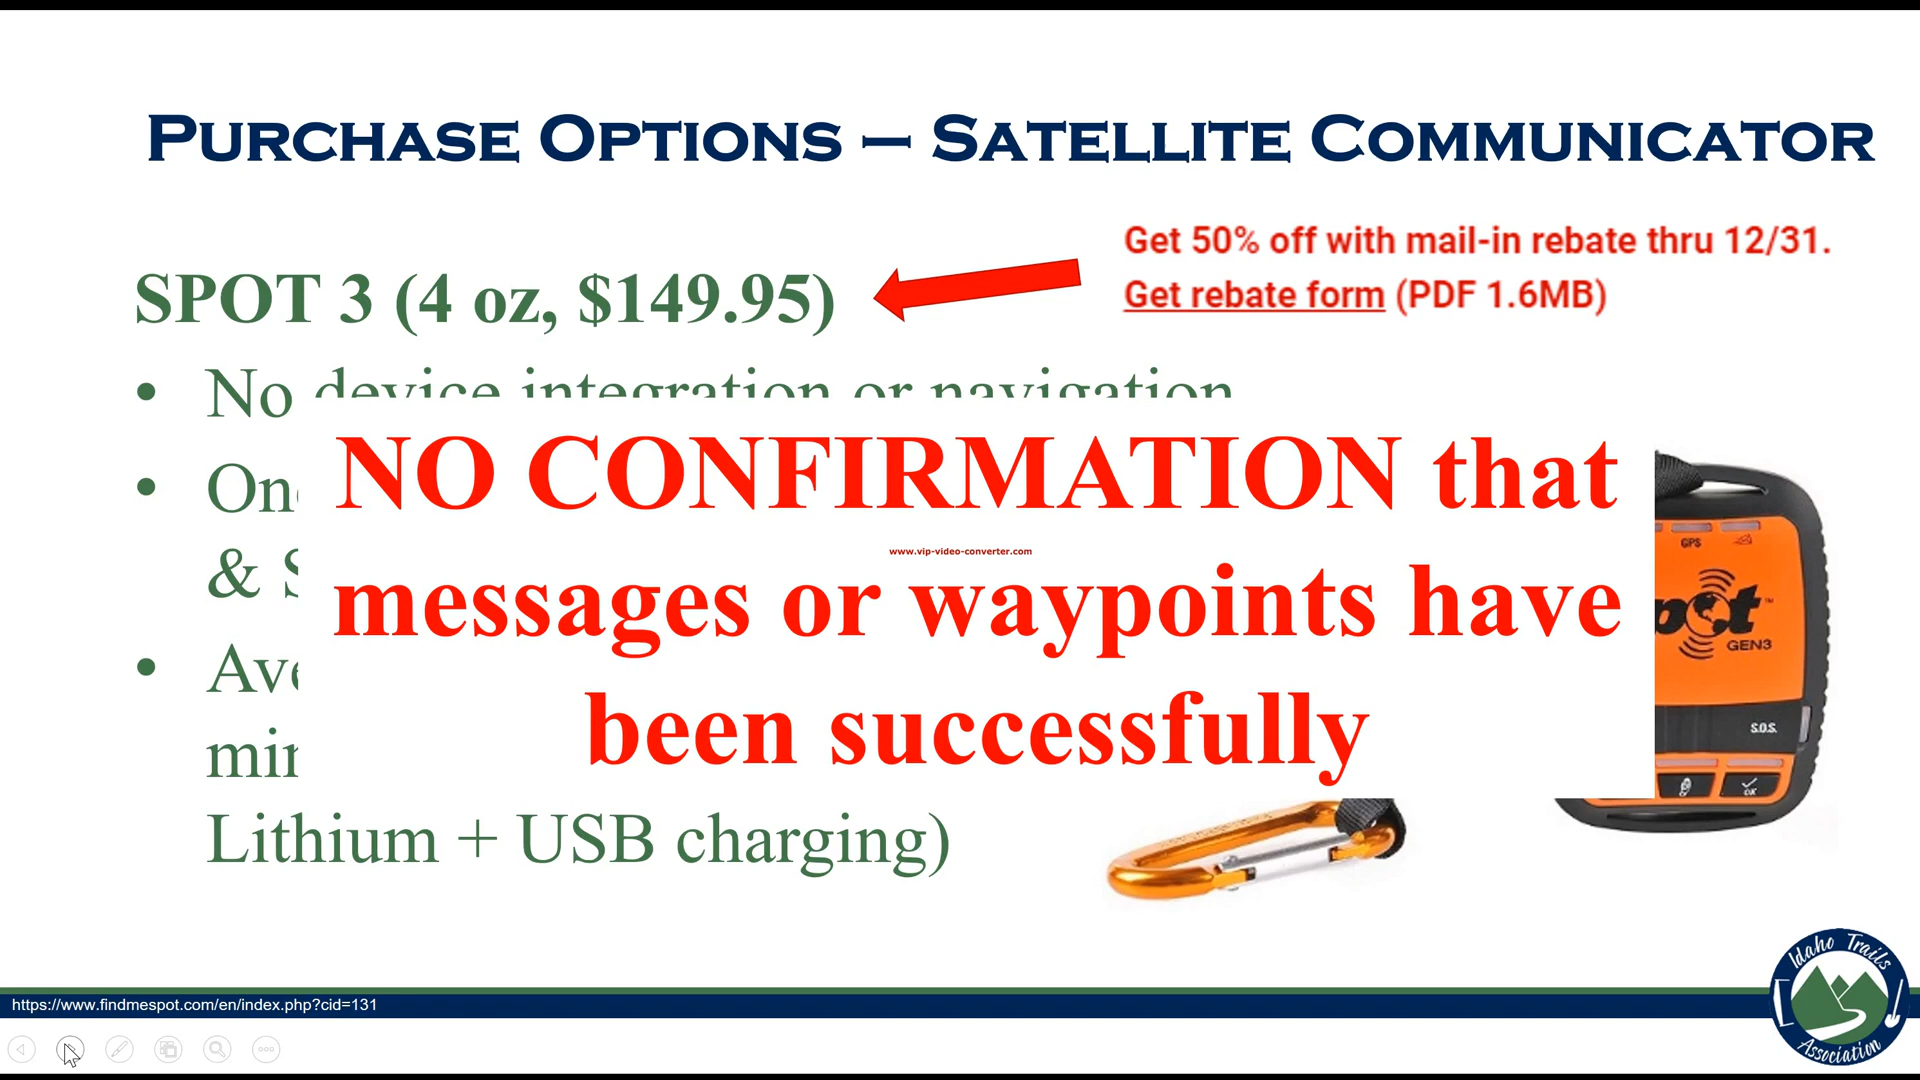 PURCHASE OPTIONS – SATELLITE COMMUNICATOR
Get 50% off with mail-in rebate thru 12/31.
Get rebate form (PDF 1.6MB)
SPOT 3 (4 oz, $149.95)
• No device integration or navigation
NO CONFIRMATION that
www.vip-video-converter.com
messages or waypoints have
been successfully
• 
&
• 
Lithium + USB charging)
GPS
GEN3
S.O.S.
OK
https://www.findmespot.com/en/index.php?cid=131
Idaho Trails
Association